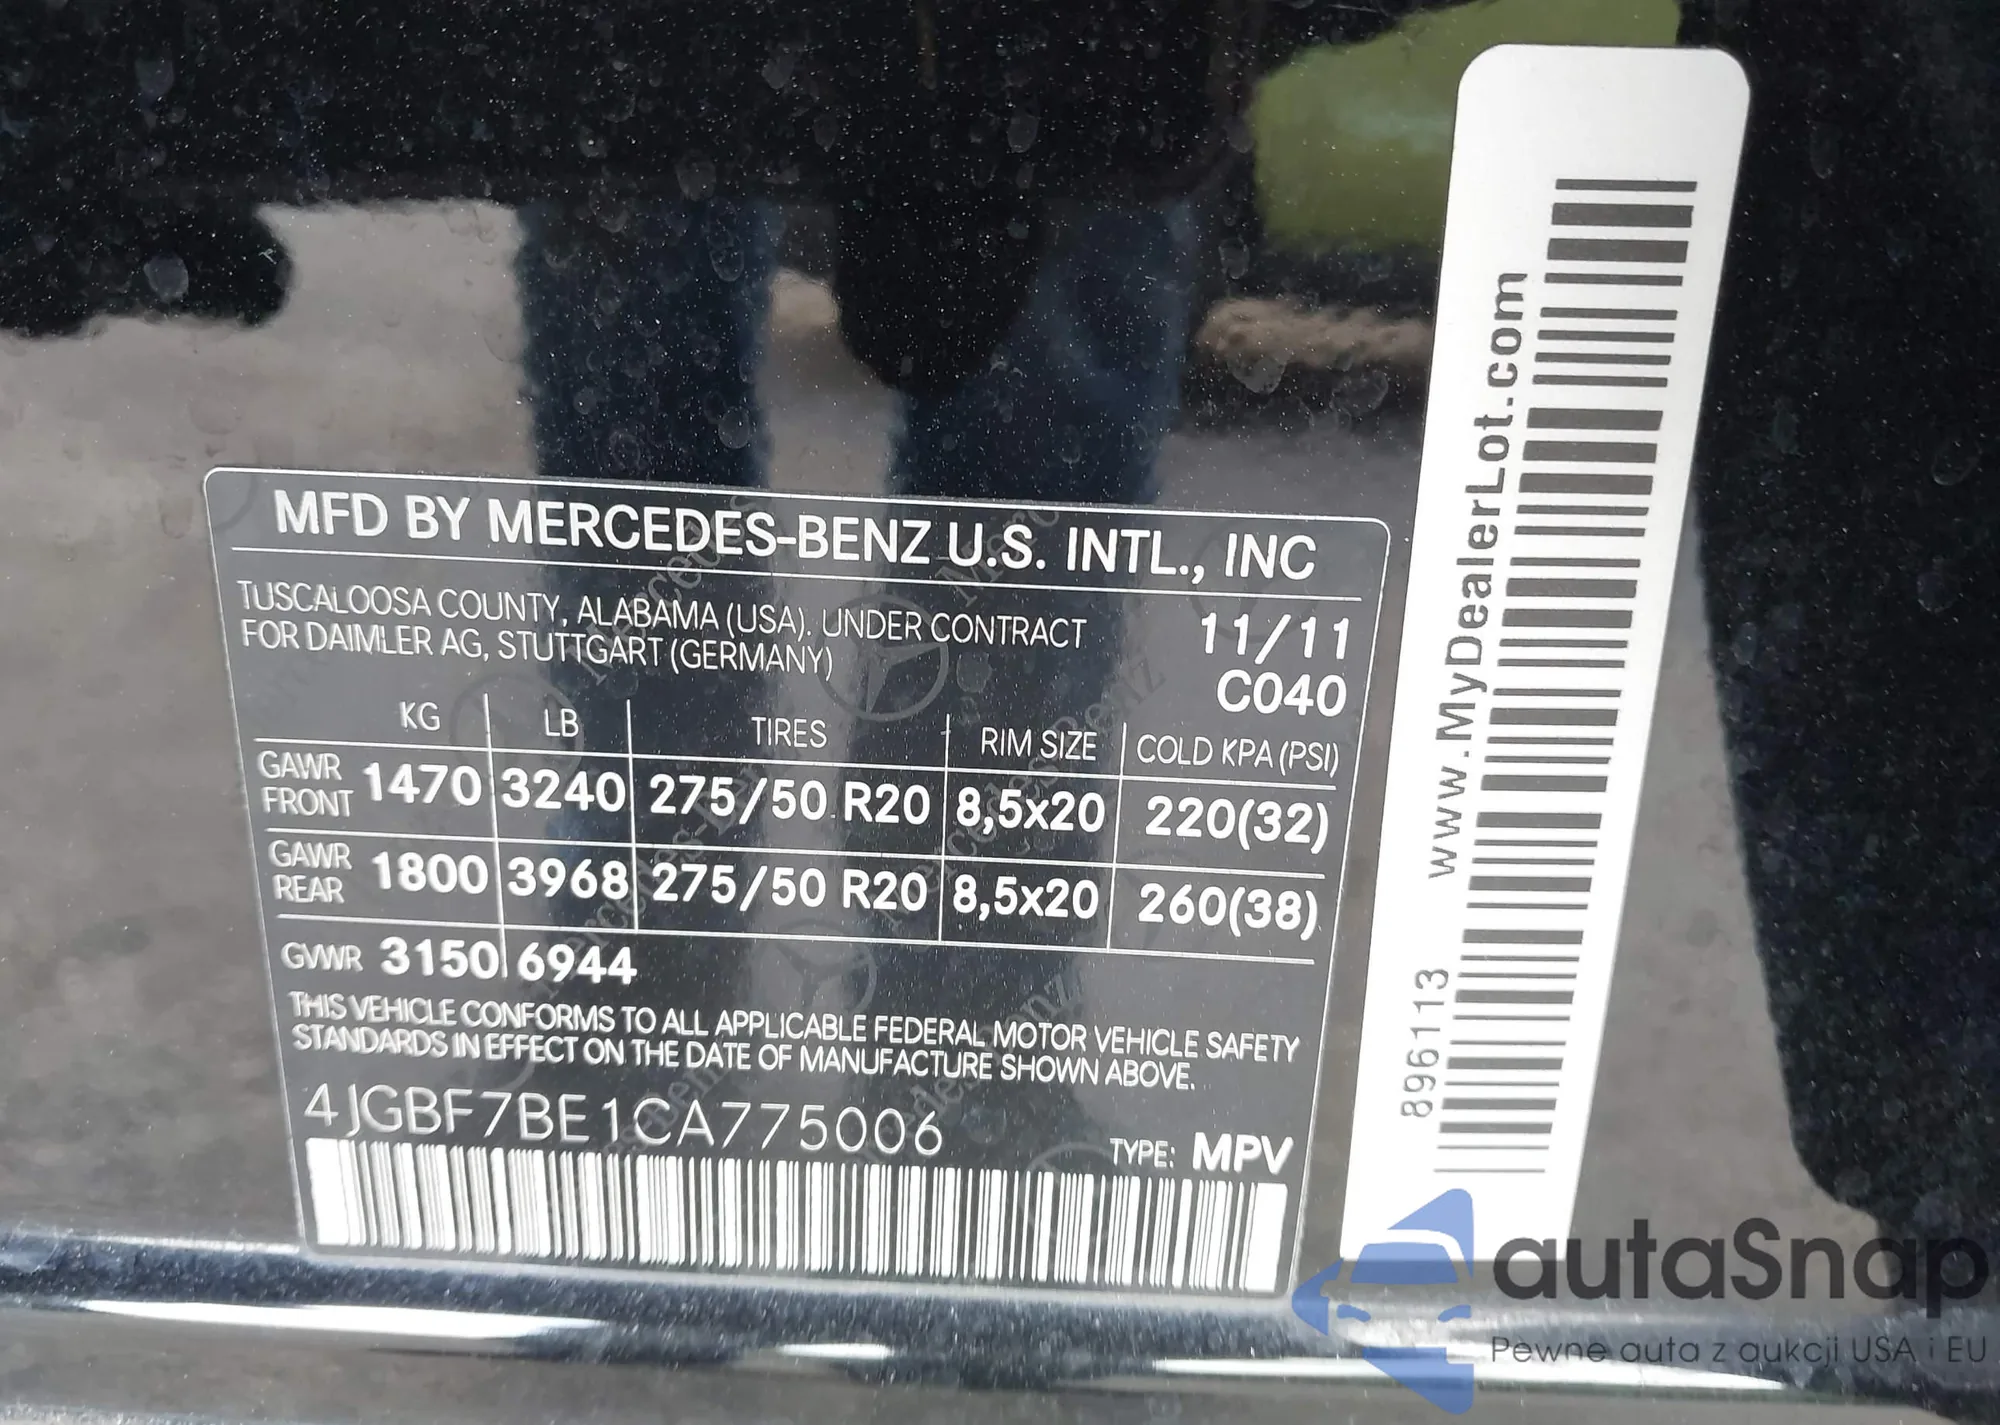 MFD BY MERCEDES-BENZ U.S. INTL., INC
TUSCALOOSA COUNTY, ALABAMA (USA). UNDER CONTRACT
FOR DAIMLER AG, STUTTGART (GERMANY)
11/11
C040
KG LB TIRES RIM SIZE COLD KPA (PSI)
GAWR FRONT 1470 3240 275/50 R20 8,5x20 220(32)
GAWR REAR 1800 3968 275/50 R20 8,5x20 260(38)
GVWR 3150 6944
THIS VEHICLE CONFORMS TO ALL APPLICABLE FEDERAL MOTOR VEHICLE SAFETY
STANDARDS IN EFFECT ON THE DATE OF MANUFACTURE SHOWN ABOVE.
4JGBF7BE1CA775006
TYPE: MPV
www.MyDealerLot.com
896113
autaSnap
Pewne auta z aukcji USA i EU